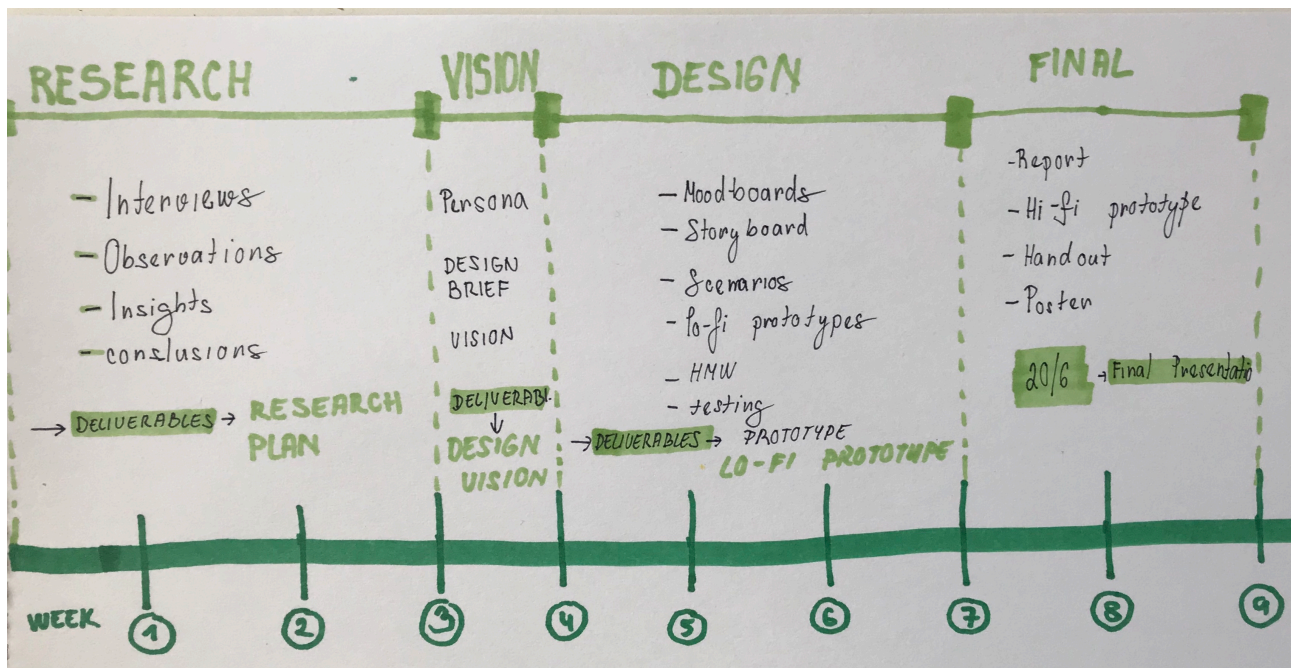 RESEARCH
- Interviews
- Observations
- Insights
- conslusions
→ DELIVERABLES → RESEARCH
PLAN
VISION
Persona
DESIGN
BRIEF
VISION
DELIVERABL.
↓
DESIGN
VISION
DESIGN
- Moodboards
- Storyboard
- Scenarios
- lo-fi prototypes
- HMW
- testing
→ DELIVERABLES → PROTOTYPE
LO-FI PROTOTYPE
FINAL
- Report
- Hi-fi prototype
- Handout
- Poster
20/6 → Final Presentatio
WEEK 1 2 3 4 5 6 7 8 9